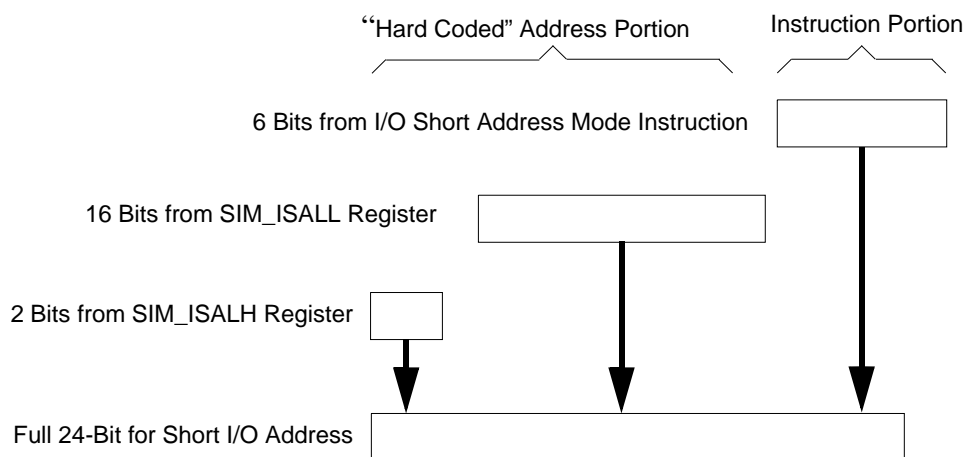 “Hard Coded” Address Portion
Instruction Portion
6 Bits from I/O Short Address Mode Instruction
16 Bits from SIM_ISALL Register
2 Bits from SIM_ISALH Register
Full 24-Bit for Short I/O Address